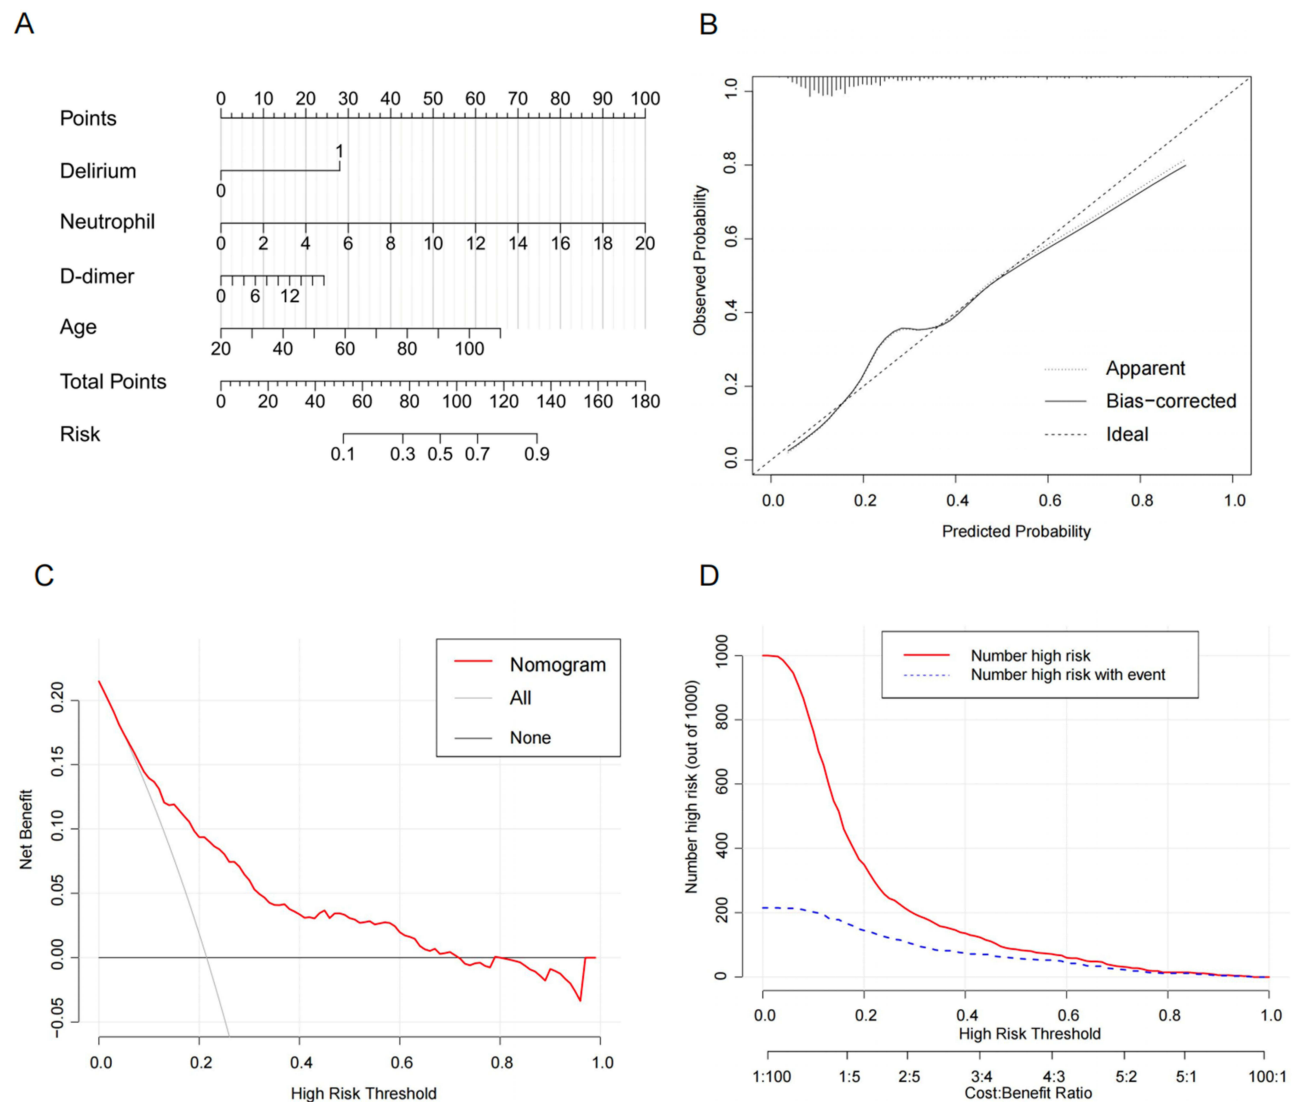 A
0 10 20 30 40 50 60 70 80 90 100
Points
1
Delirium
0
Neutrophil
0 2 4 6 8 10 12 14 16 18 20
D-dimer
0 6 12
Age
20 40 60 80 100
Total Points
0 20 40 60 80 100 120 140 160 180
Risk
0.1 0.3 0.5 0.7 0.9
B
Observed Probability
1.0
0.8
0.6
0.4
0.2
0.0
Apparent
Bias-corrected
Ideal
0.0 0.2 0.4 0.6 0.8 1.0
Predicted Probability
C
Net Benefit
0.20
0.15
0.10
0.05
0.00
−0.05
Nomogram
All
None
0.0 0.2 0.4 0.6 0.8 1.0
High Risk Threshold
D
Number high risk (out of 1000)
1000
800
600
400
200
0
Number high risk
Number high risk with event
0.0 0.2 0.4 0.6 0.8 1.0
High Risk Threshold
1:100 1:5 2:5 3:4 4:3 5:2 5:1 100:1
Cost:Benefit Ratio